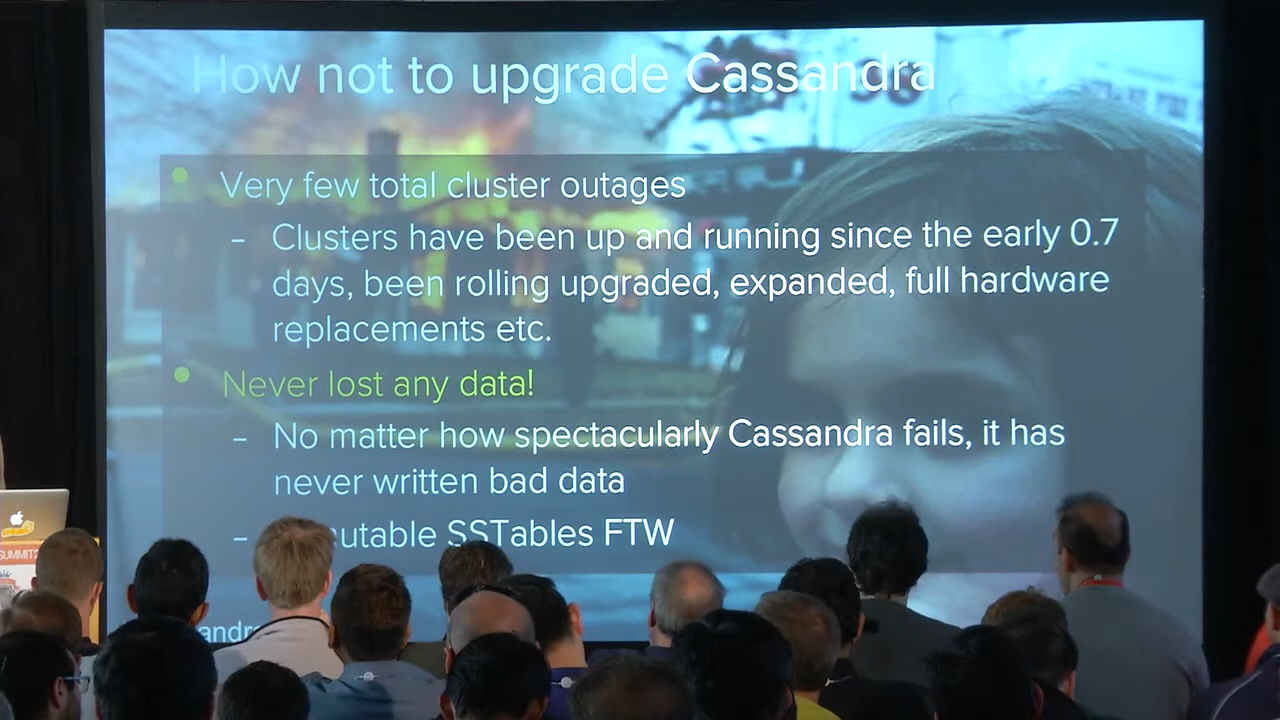 How not to upgrade Cassandra
• Very few total cluster outages
– Clusters have been up and running since the early 0.7
days, been rolling upgraded, expanded, full hardware
replacements etc.
• Never lost any data!
– No matter how spectacularly Cassandra fails, it has
never written bad data
– utable SSTables FTW
SUMMIT